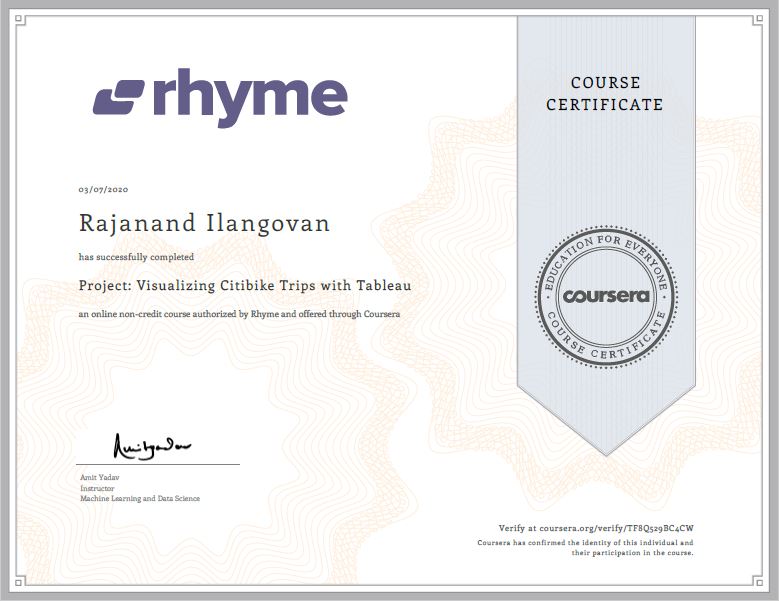 rhyme
COURSE
CERTIFICATE
03/07/2020
Rajanand Ilangovan
has successfully completed
Project: Visualizing Citibike Trips with Tableau
an online non-credit course authorized by Rhyme and offered through Coursera
EDUCATION FOR EVERYONE
coursera
COURSE CERTIFICATE
Amit Yadav
Amit Yadav
Instructor
Machine Learning and Data Science
Verify at coursera.org/verify/TF8Q529BC4CW
Coursera has confirmed the identity of this individual and
their participation in the course.